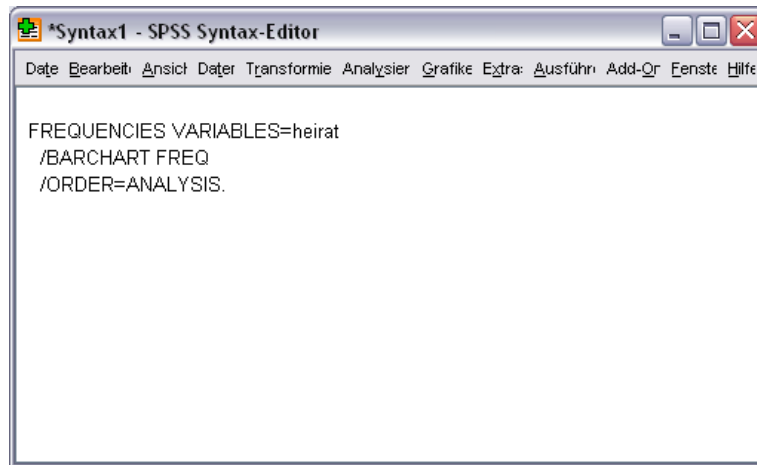 *Syntax1 - SPSS Syntax-Editor
Date Bearbeit Ansich Dater Transformie Analysier Grafike Extra Ausführ Add-Or Fenste Hilfe
FREQUENCIES VARIABLES=heirat
/BARCHART FREQ
/ORDER=ANALYSIS.